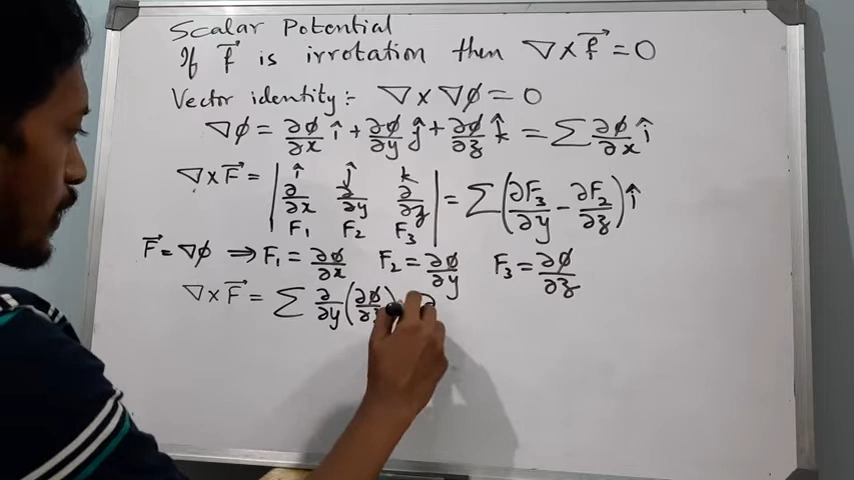 Scalar Potential
If F⃗ is irrotation then ∇×f⃗ = 0
Vector identity:- ∇×∇ϕ = 0
∇ϕ = ∂ϕ/∂x î + ∂ϕ/∂y ĵ + ∂ϕ/∂z k̂ = Σ ∂ϕ/∂x î
∇×F⃗ = | î ĵ k ; ∂/∂x ∂/∂y ∂/∂z ; F₁ F₂ F₃ | = Σ(∂F₃/∂y - ∂F₂/∂z) î
F⃗ = ∇ϕ ⇒ F₁ = ∂ϕ/∂x F₂ = ∂ϕ/∂y F₃ = ∂ϕ/∂z
∇×F⃗ = Σ ∂/∂y (∂ϕ/∂z)